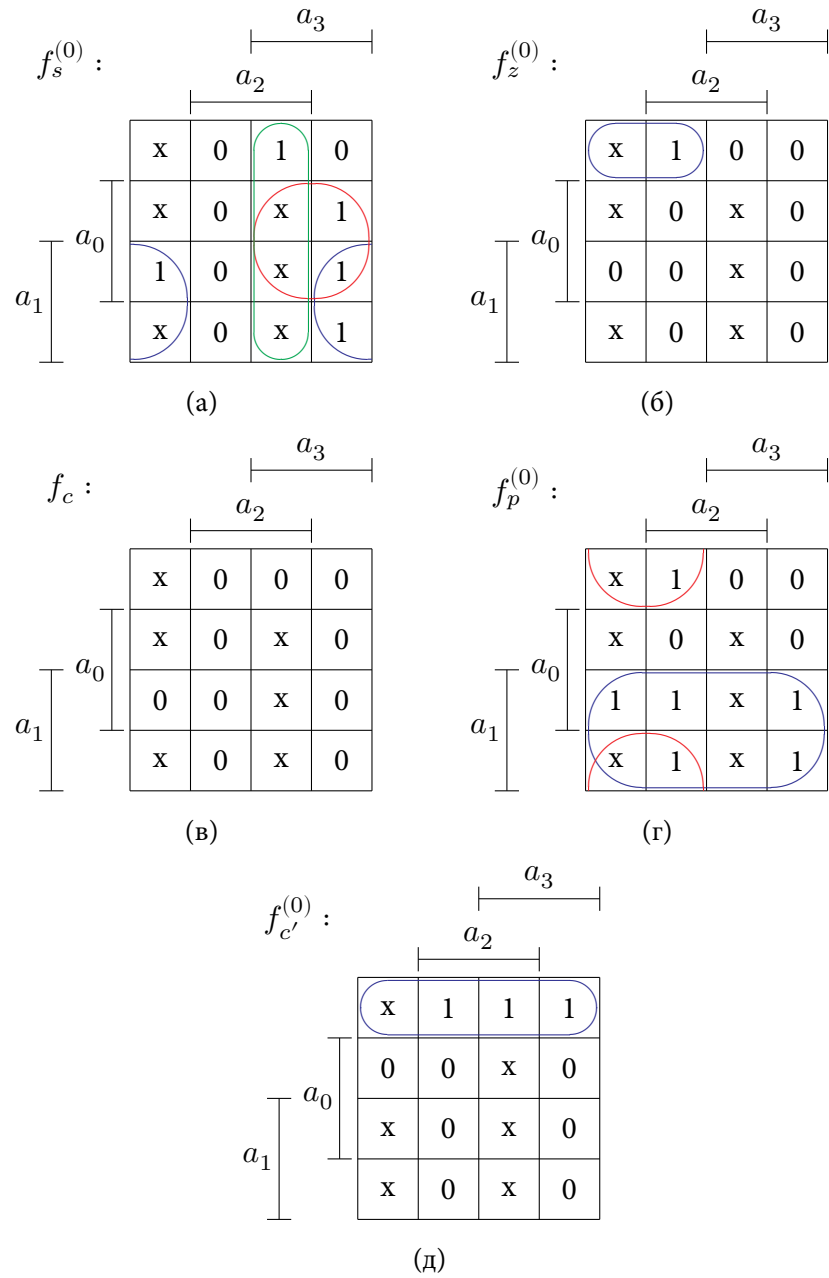 a₃ a₃
f_s^{(0)} : f_z^{(0)} :
a₂ a₂
x 0 1 0 x 1 0 0
x 0 x 1 x 0 x 0
a₀ a₀
1 0 x 1 0 0 x 0
a₁ a₁
x 0 x 1 x 0 x 0
(а) (б)
a₃ a₃
f_c : f_p^{(0)} :
a₂ a₂
x 0 0 0 x 1 0 0
x 0 x 0 x 0 x 0
a₀ a₀
0 0 x 0 1 1 x 1
a₁ a₁
x 0 x 0 x 1 x 1
(в) (г)
a₃
f_{c′}^{(0)} :
a₂
x 1 1 1
0 0 x 0
a₀
x 0 x 0
a₁
x 0 x 0
(д)